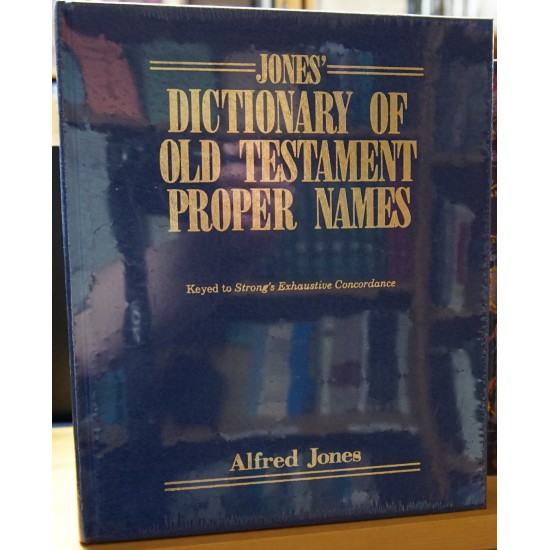 JONES'
DICTIONARY OF
OLD TESTAMENT
PROPER NAMES
Keyed to Strong's Exhaustive Concordance
Alfred Jones